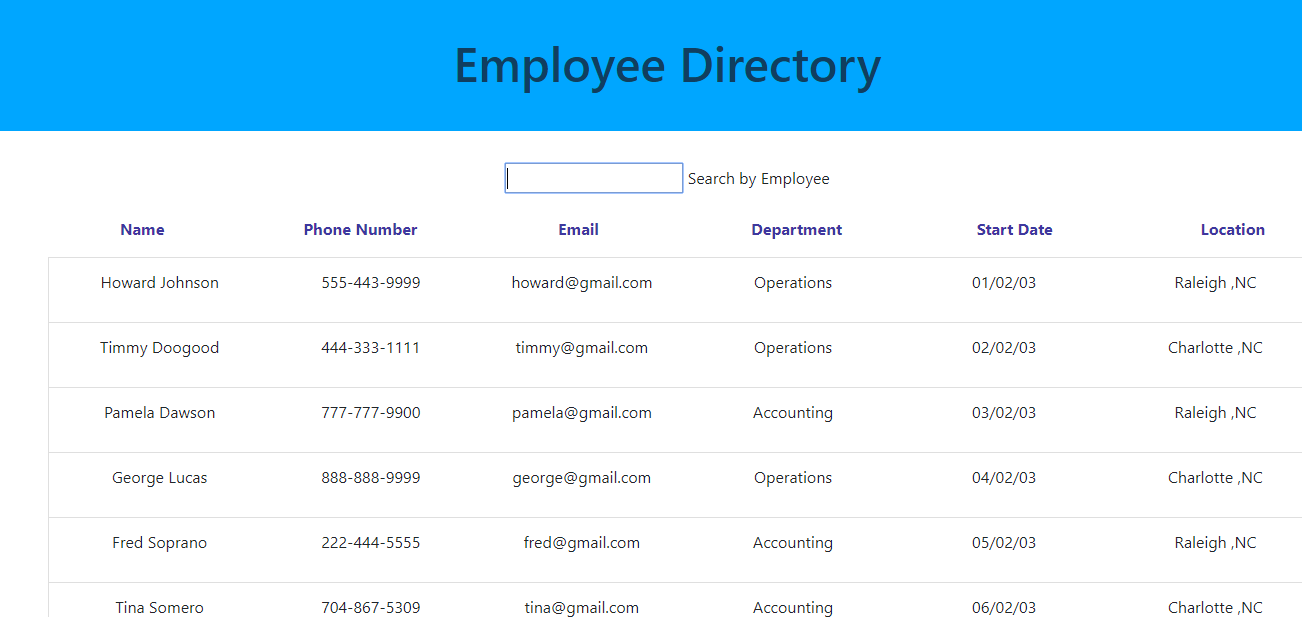 Employee Directory
Search by Employee
Name Phone Number Email Department Start Date Location
Howard Johnson 555-443-9999 howard@gmail.com Operations 01/02/03 Raleigh ,NC
Timmy Doogood 444-333-1111 timmy@gmail.com Operations 02/02/03 Charlotte ,NC
Pamela Dawson 777-777-9900 pamela@gmail.com Accounting 03/02/03 Raleigh ,NC
George Lucas 888-888-9999 george@gmail.com Operations 04/02/03 Charlotte ,NC
Fred Soprano 222-444-5555 fred@gmail.com Accounting 05/02/03 Raleigh ,NC
Tina Somero 704-867-5309 tina@gmail.com Accounting 06/02/03 Charlotte ,NC